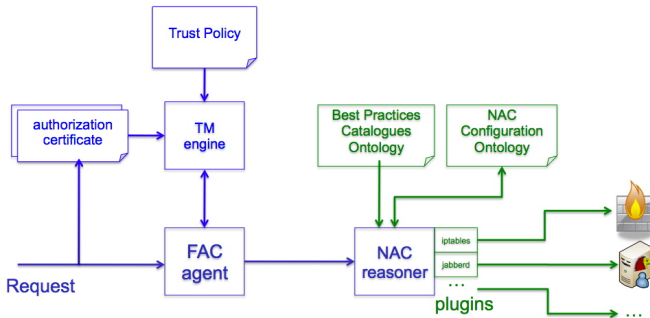 Trust Policy
authorization
certificate
TM
engine
Best Practices
Catalogues
Ontology
NAC
Configuration
Ontology
Request
FAC
agent
NAC
reasoner
iptables
jabberd
...
plugins
...